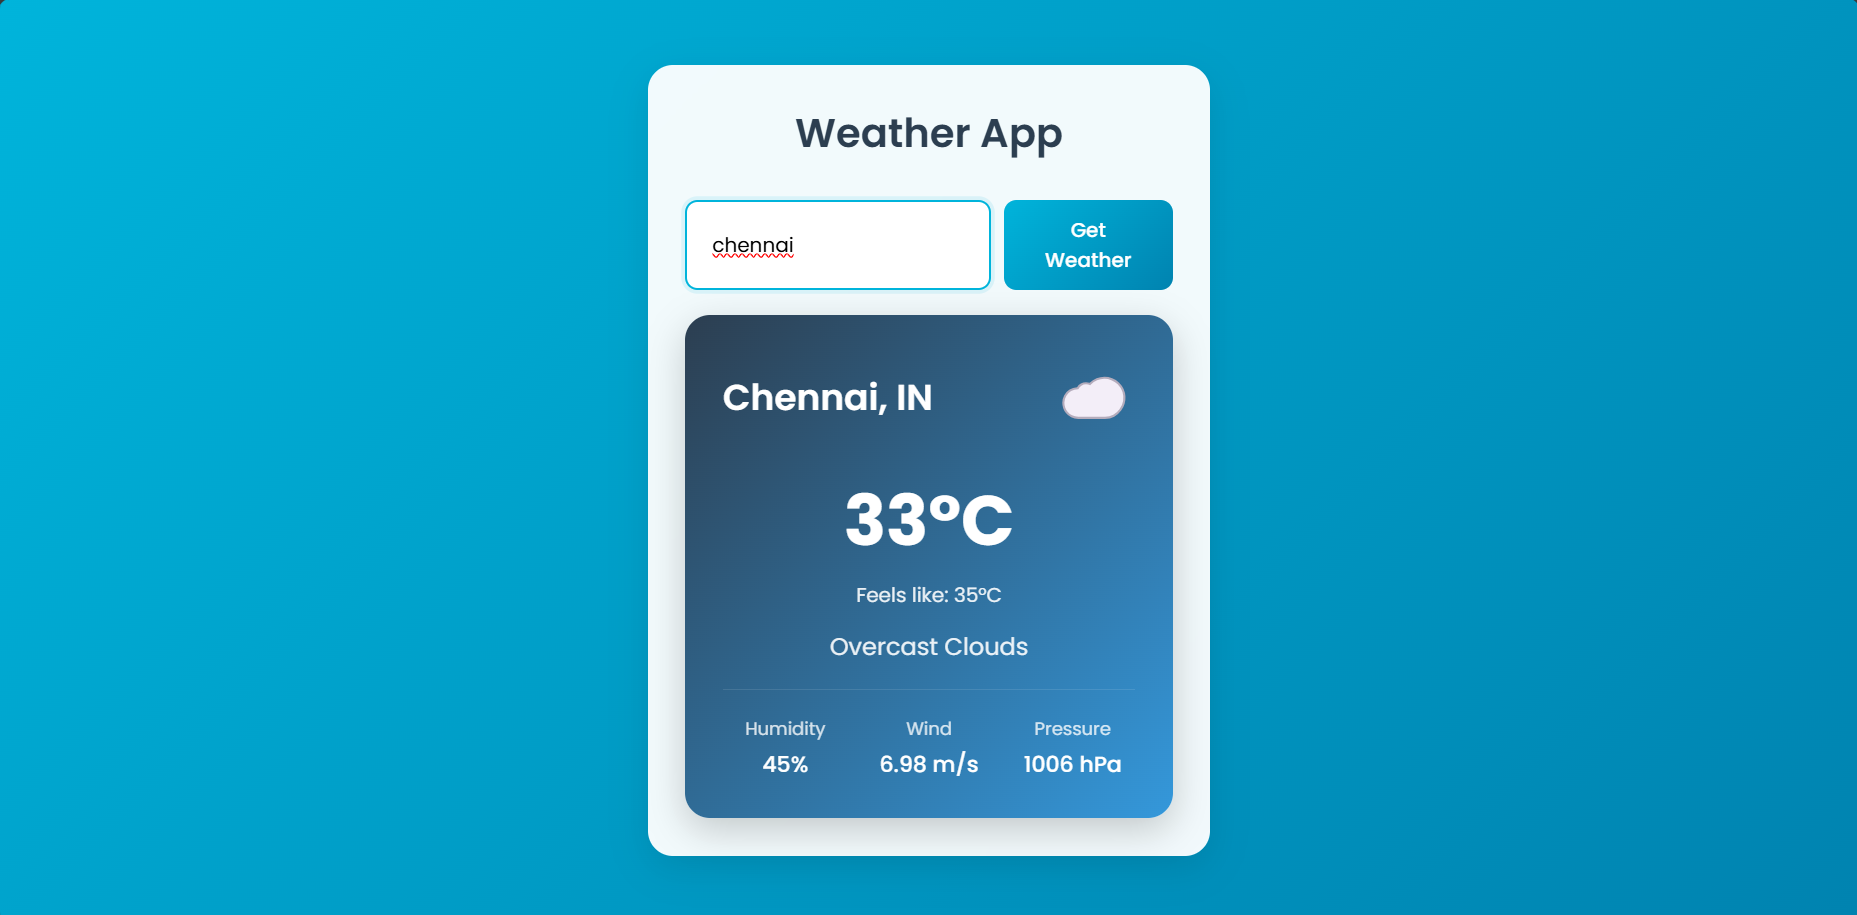 Weather App
chennai
Get
Weather
Chennai, IN
33°C
Feels like: 35°C
Overcast Clouds
Humidity Wind Pressure
45% 6.98 m/s 1006 hPa